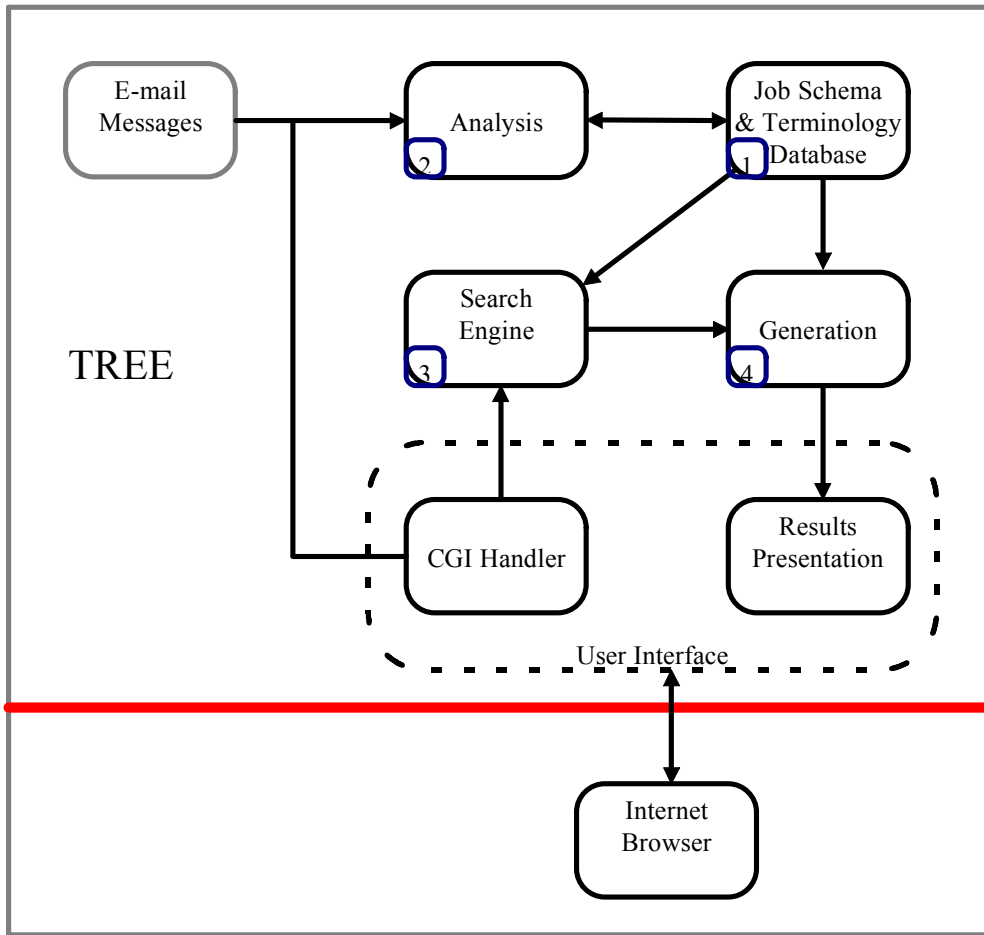 E-mail
Messages
Analysis
2
Job Schema
& Terminology
Database
1
TREE
Search
Engine
3
Generation
4
CGI Handler
Results
Presentation
User Interface
Internet
Browser